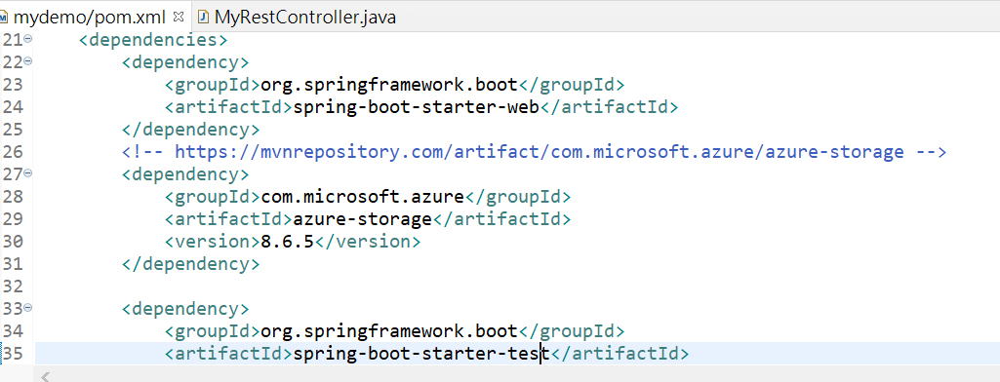 mydemo/pom.xml MyRestController.java
21 <dependencies>
22 <dependency>
23 <groupId>org.springframework.boot</groupId>
24 <artifactId>spring-boot-starter-web</artifactId>
25 </dependency>
26 <!-- https://mvnrepository.com/artifact/com.microsoft.azure/azure-storage -->
27 <dependency>
28 <groupId>com.microsoft.azure</groupId>
29 <artifactId>azure-storage</artifactId>
30 <version>8.6.5</version>
31 </dependency>
32
33 <dependency>
34 <groupId>org.springframework.boot</groupId>
35 <artifactId>spring-boot-starter-test</artifactId>